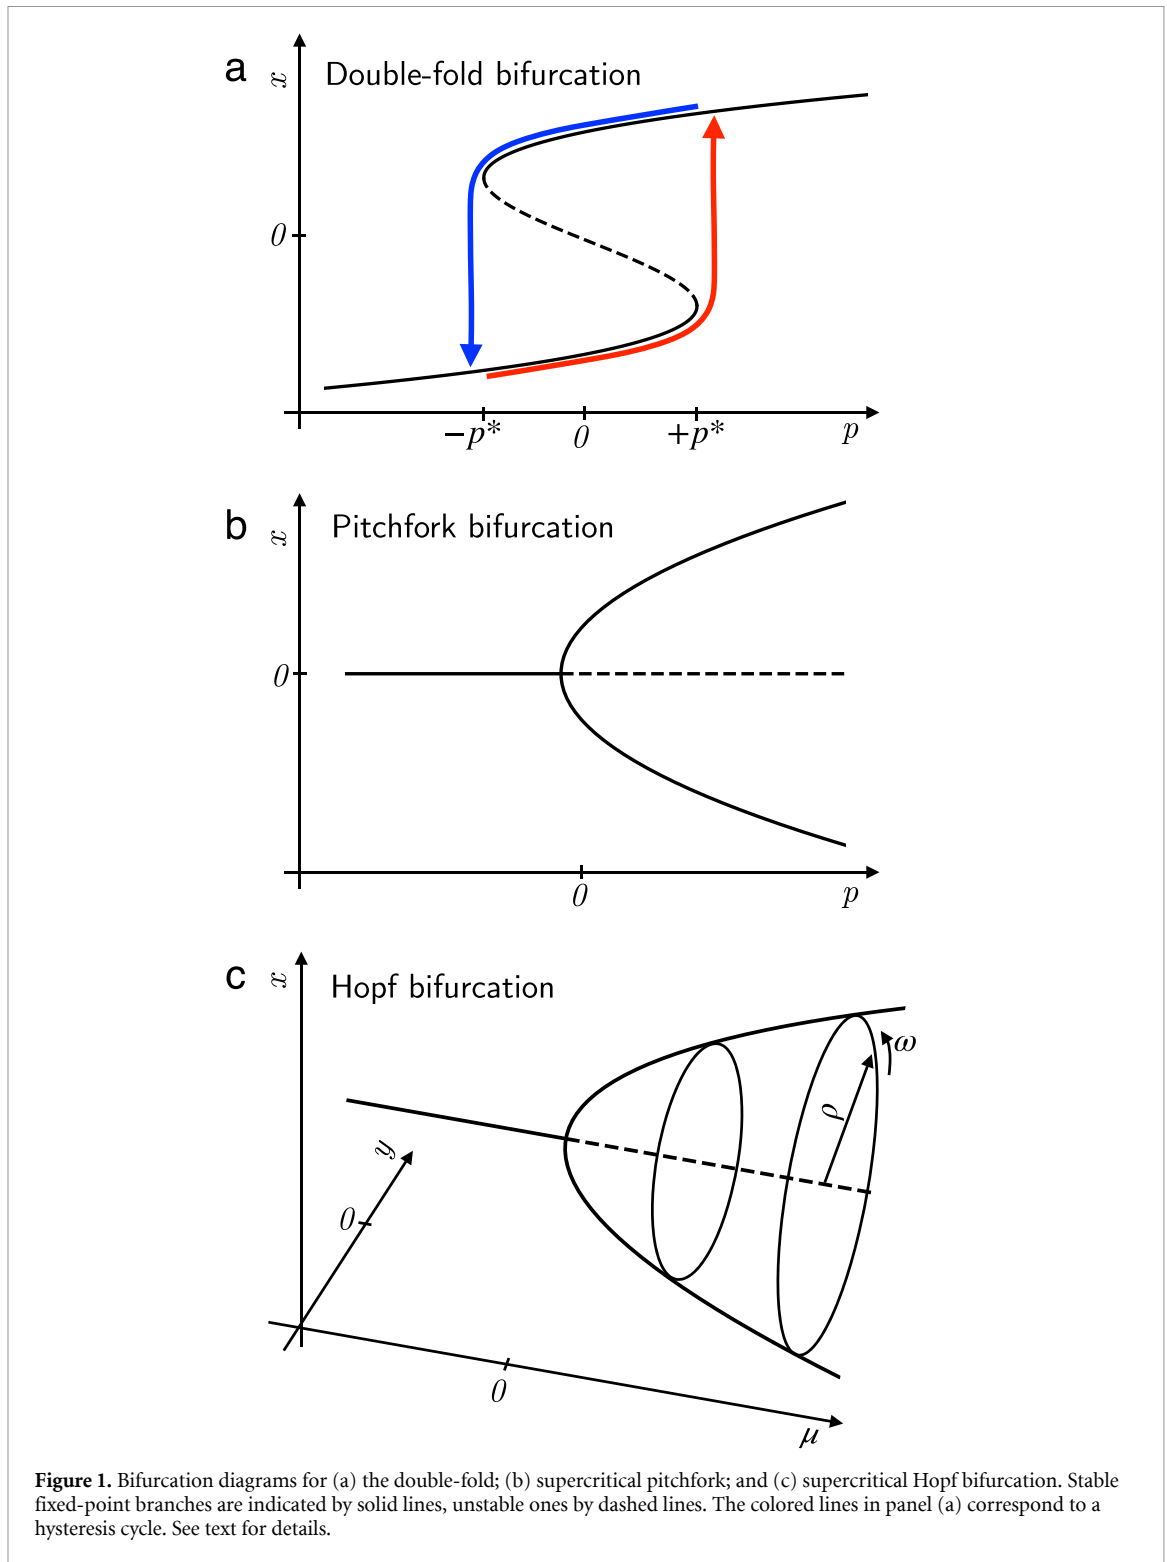 a
x
Double-fold bifurcation
0
−p* 0 +p* p
b
x
Pitchfork bifurcation
0
0 p
c
x
Hopf bifurcation
ω
ρ
y
0
0
μ
Figure 1. Bifurcation diagrams for (a) the double-fold; (b) supercritical pitchfork; and (c) supercritical Hopf bifurcation. Stable
fixed-point branches are indicated by solid lines, unstable ones by dashed lines. The colored lines in panel (a) correspond to a
hysteresis cycle. See text for details.